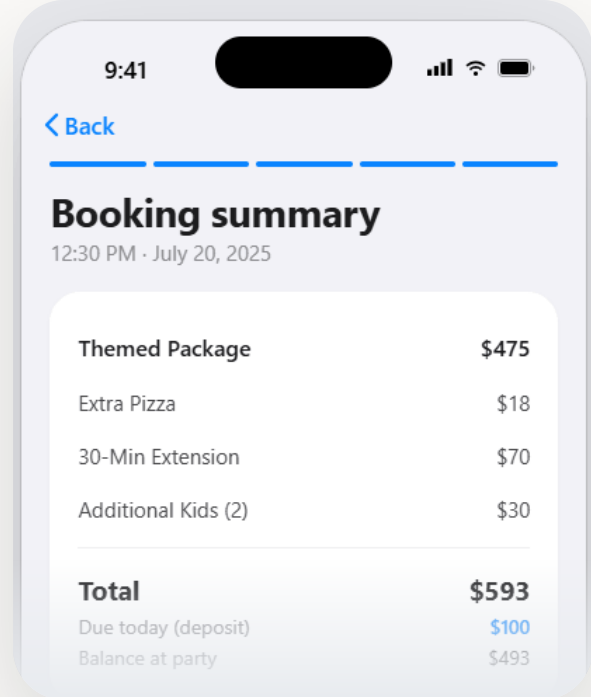 9:41
Back
Booking summary
12:30 PM · July 20, 2025
Themed Package $475
Extra Pizza $18
30-Min Extension $70
Additional Kids (2) $30
Total $593
Due today (deposit) $100
Balance at party $493